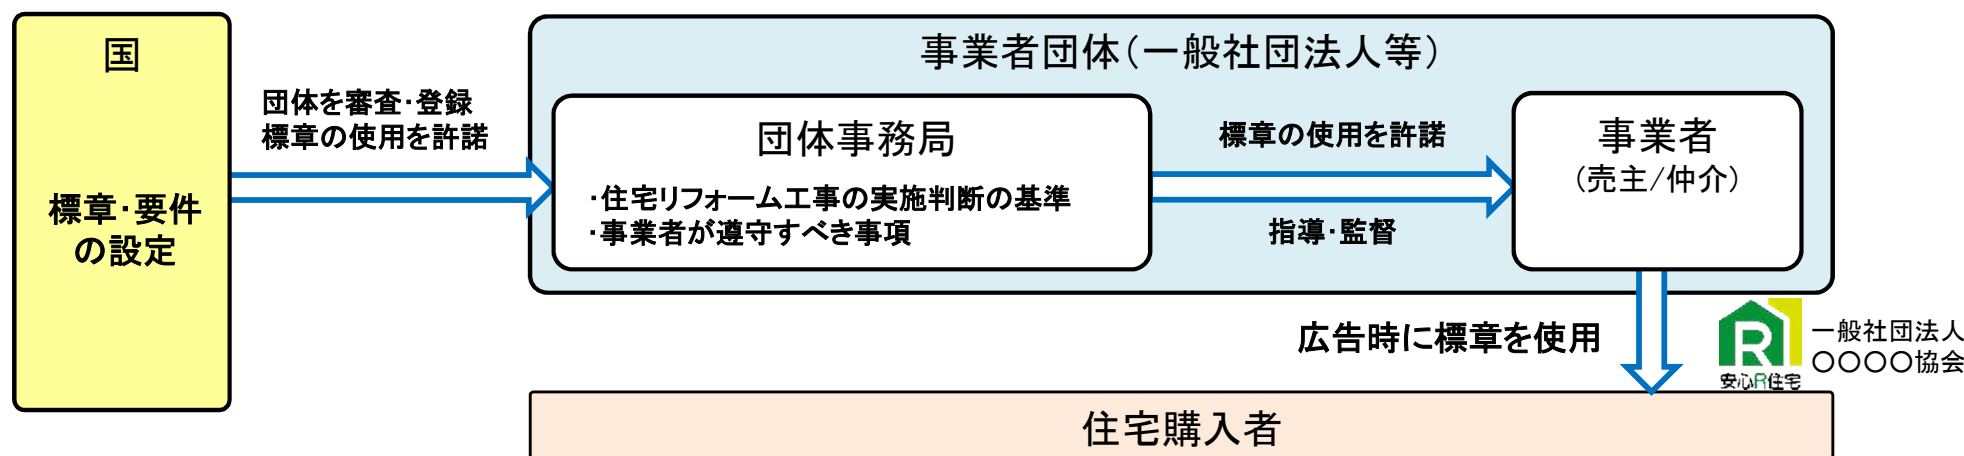 国
標章・要件
の設定
団体を審査・登録
標章の使用を許諾
事業者団体(一般社団法人等)
団体事務局
・住宅リフォーム工事の実施判断の基準
・事業者が遵守すべき事項
標章の使用を許諾
指導・監督
事業者
(売主/仲介)
広告時に標章を使用
R
安心R住宅
一般社団法人
〇〇〇〇協会
住宅購入者